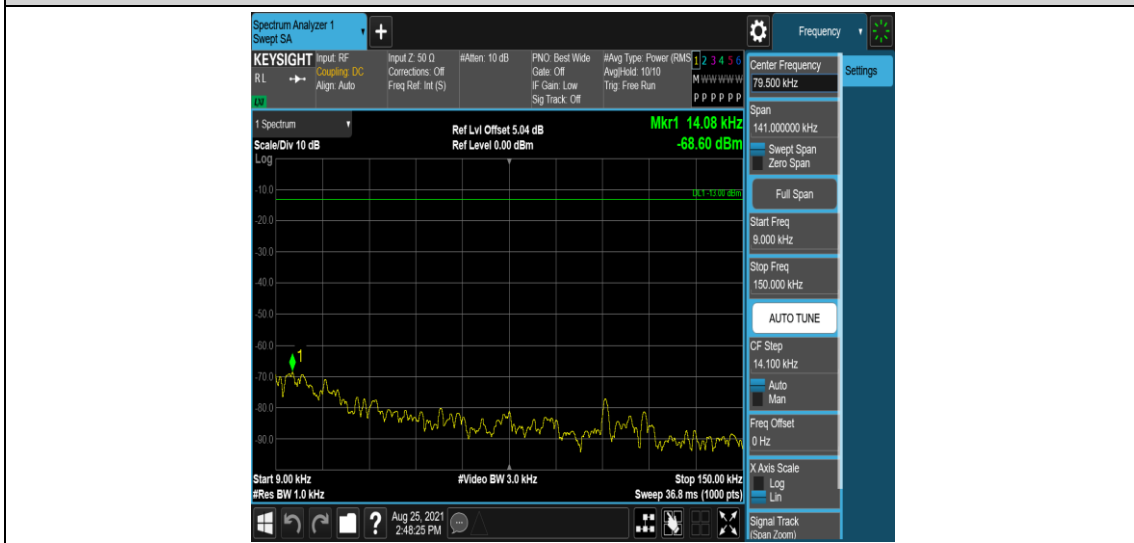 Spectrum Analyzer 1
Swept SA
+
Frequency
KEYSIGHT
RL
Input: RF
Coupling: DC
Align: Auto
Input Z: 50 Ω
Corrections: Off
Freq Ref: Int (S)
#Atten: 10 dB
PNO: Best Wide
Gate: Off
IF Gain: Low
Sig Track: Off
#Avg Type: Power (RMS
Avg|Hold: 10/10
Trig: Free Run
1 2 3 4 5 6
M W W W W W
P P P P P P
1 Spectrum
Scale/Div 10 dB
Log
Ref Lvl Offset 5.04 dB
Ref Level 0.00 dBm
Mkr1 14.08 kHz
-68.60 dBm
DL1 -13.00 dBm
-10.0
-20.0
-30.0
-40.0
-50.0
-60.0
1
-70.0
-80.0
-90.0
Start 9.00 kHz
#Res BW 1.0 kHz
#Video BW 3.0 kHz
Stop 150.00 kHz
Sweep 36.8 ms (1000 pts)
Center Frequency
79.500 kHz
Settings
Span
141.000000 kHz
Swept Span
Zero Span
Full Span
Start Freq
9.000 kHz
Stop Freq
150.000 kHz
AUTO TUNE
CF Step
14.100 kHz
Auto
Man
Freq Offset
0 Hz
X Axis Scale
Log
Lin
Signal Track
(Span Zoom)
?
Aug 25, 2021
2:48:25 PM